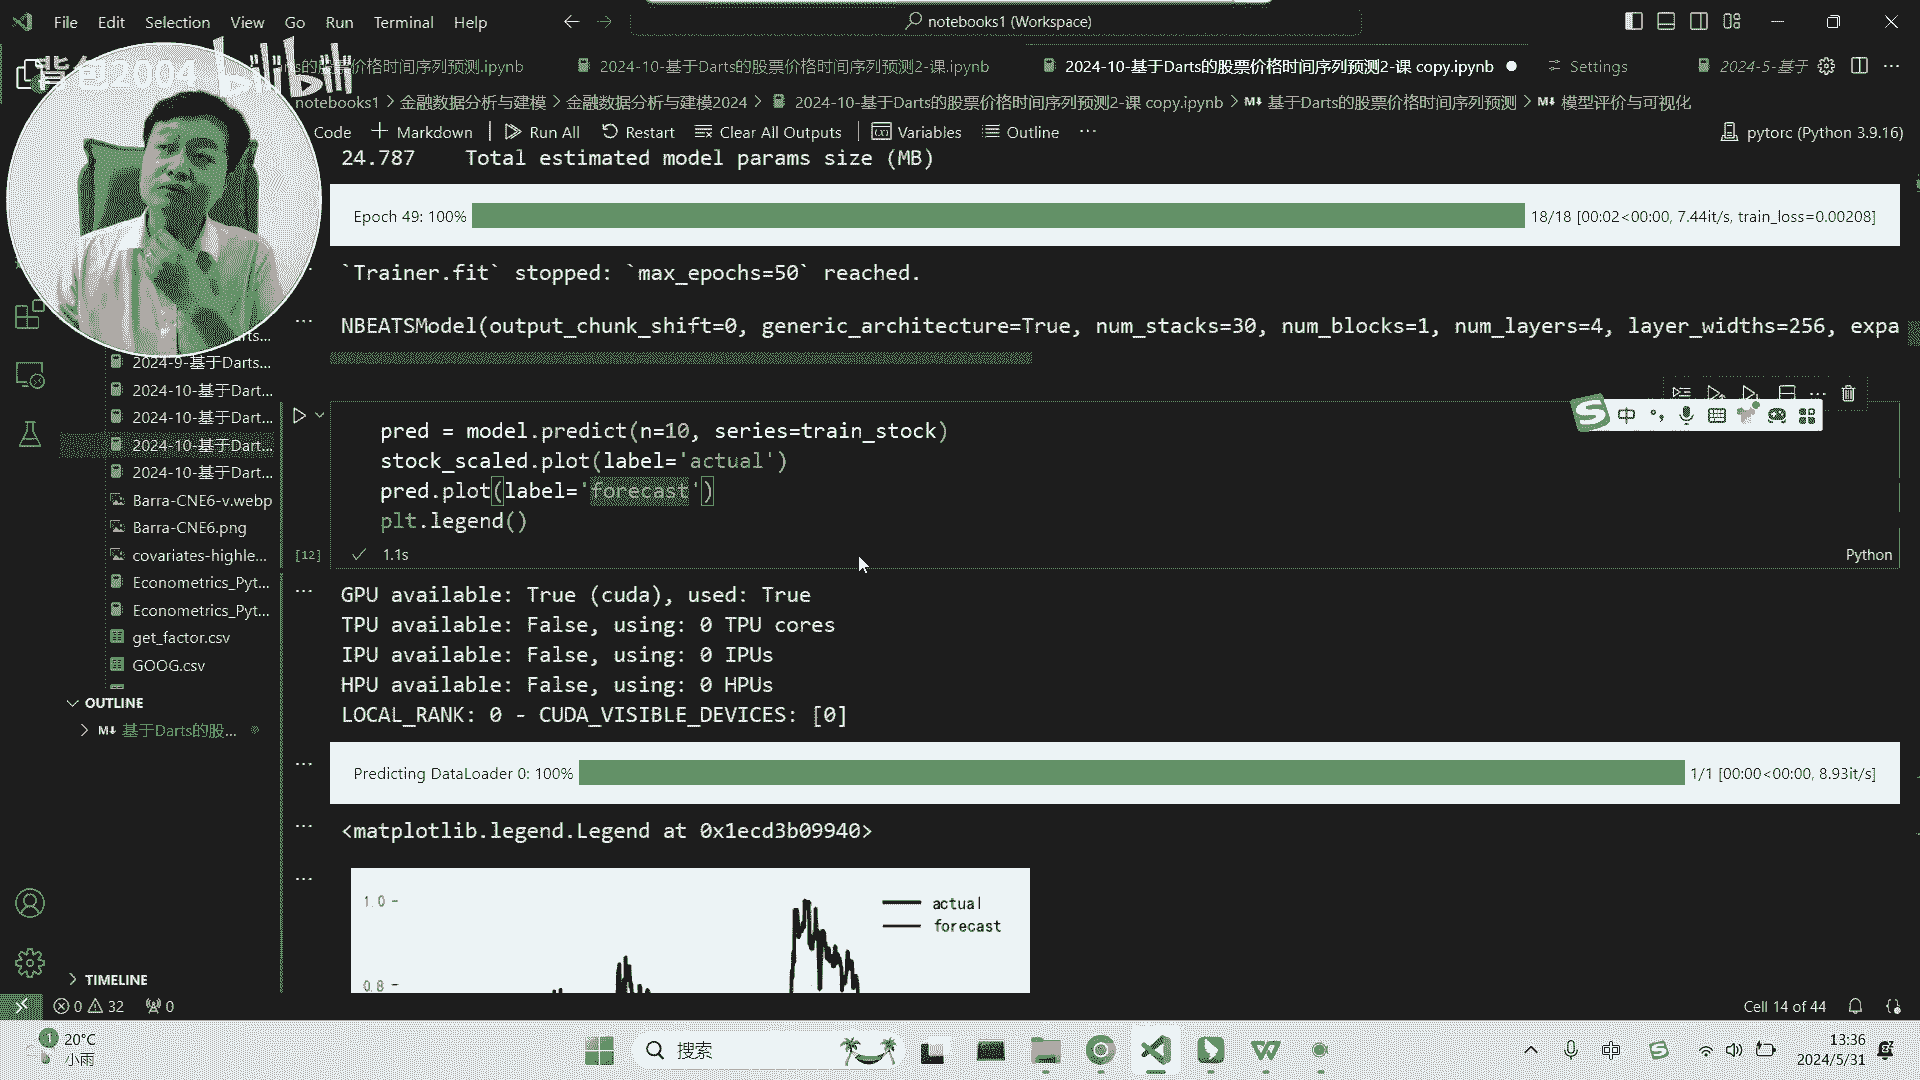 File Edit Selection View Go Run Terminal Help
notebooks1 (Workspace)
背包2004 bilibili
rts的股票价格时间序列预测.ipynb
2024-10-基于Darts的股票价格时间序列预测2-课.ipynb
2024-10-基于Darts的股票价格时间序列预测2-课 copy.ipynb
Settings
2024-5-基于
notebooks1 > 金融数据分析与建模 > 金融数据分析与建模2024 > 2024-10-基于Darts的股票价格时间序列预测2-课 copy.ipynb > M↓ 基于Darts的股票价格时间序列预测 > M↓ 模型评价与可视化
Code + Markdown | Run All Restart Clear All Outputs | Variables Outline ···
pytorc (Python 3.9.16)
24.787 Total estimated model params size (MB)
Epoch 49: 100% 18/18 [00:02<00:00, 7.44it/s, train_loss=0.00208]
`Trainer.fit` stopped: `max_epochs=50` reached.
NBEATSModel(output_chunk_shift=0, generic_architecture=True, num_stacks=30, num_blocks=1, num_layers=4, layer_widths=256, expa
2024-9-基于Darts...
2024-10-基于Dart...
2024-10-基于Dart...
2024-10-基于Dart...
2024-10-基于Dart...
Barra-CNE6-v.webp
Barra-CNE6.png
covariates-highle...
Econometrics_Pyt...
Econometrics_Pyt...
get_factor.csv
GOOG.csv
OUTLINE
M↓ 基于Darts的股...
TIMELINE
S 中
pred = model.predict(n=10, series=train_stock)
stock_scaled.plot(label='actual')
pred.plot(label='forecast')
plt.legend()
[12] ✓ 1.1s
Python
GPU available: True (cuda), used: True
TPU available: False, using: 0 TPU cores
IPU available: False, using: 0 IPUs
HPU available: False, using: 0 HPUs
LOCAL_RANK: 0 - CUDA_VISIBLE_DEVICES: [0]
Predicting DataLoader 0: 100% 1/1 [00:00<00:00, 8.93it/s]
<matplotlib.legend.Legend at 0x1ecd3b09940>
1.0
actual
forecast
0.8
0 32 0
Cell 14 of 44
1
20°C
小雨
搜索
中
13:36
2024/5/31